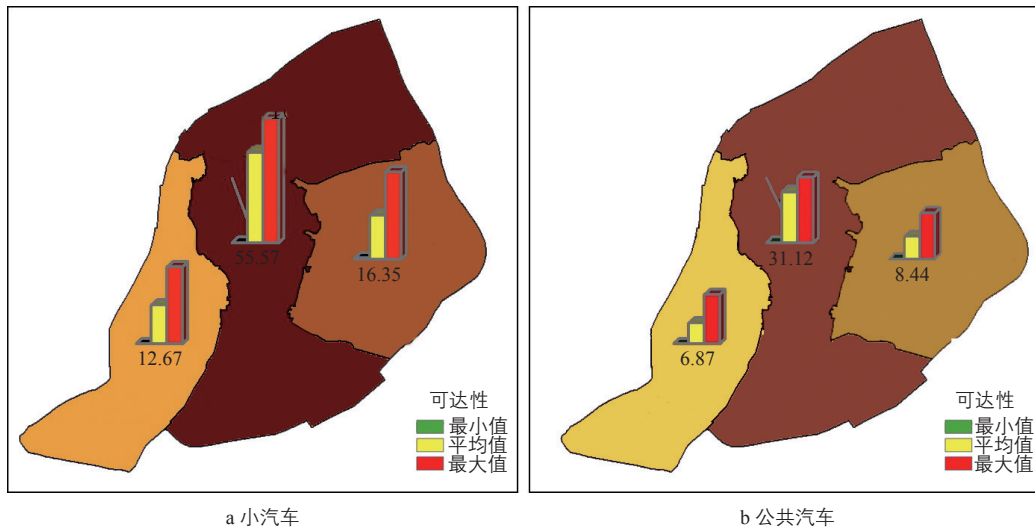 55.57
16.35
12.67
可达性
最小值
平均值
最大值
31.12
8.44
6.87
可达性
最小值
平均值
最大值
a 小汽车
b 公共汽车